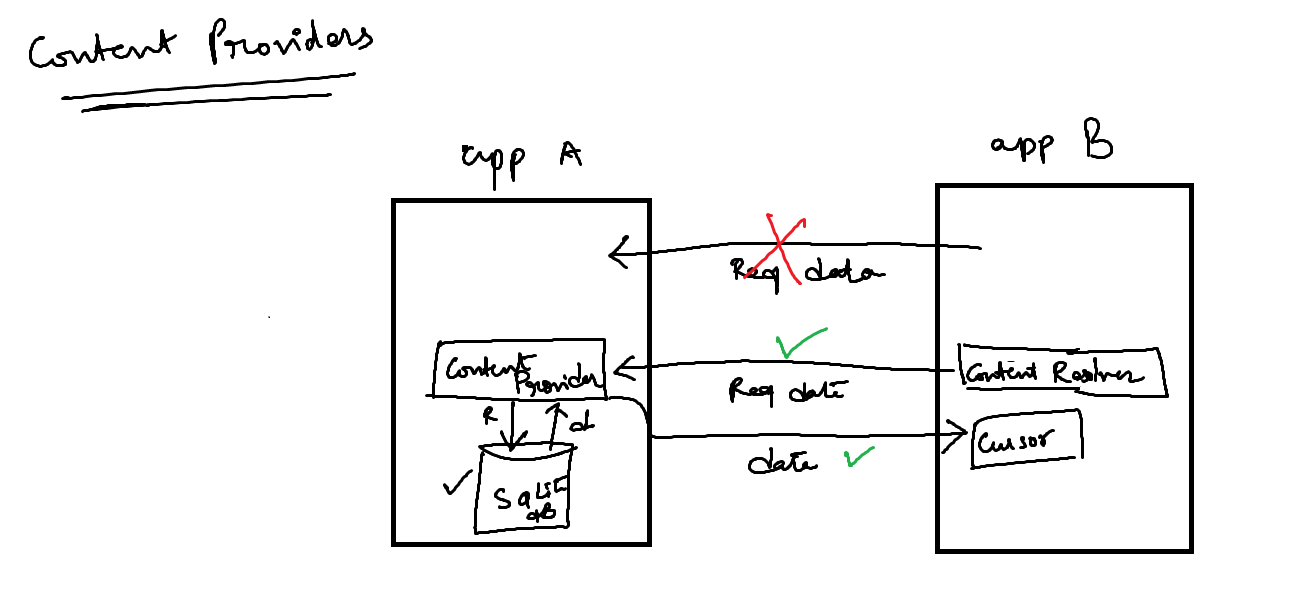 Content Providers
app A
app B
Req data
Content
Provider
Content Resolver
Req data
R
d
Cursor
data
SqLITE
dB